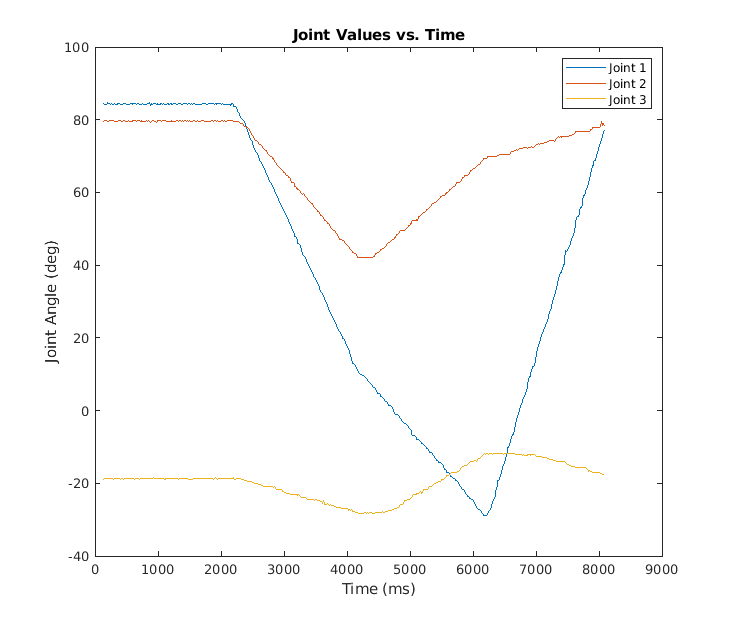 Joint Values vs. Time
100
Joint 1
Joint 2
Joint 3
80
60
40
20
0
-20
-40
Joint Angle (deg)
0 1000 2000 3000 4000 5000 6000 7000 8000 9000
Time (ms)